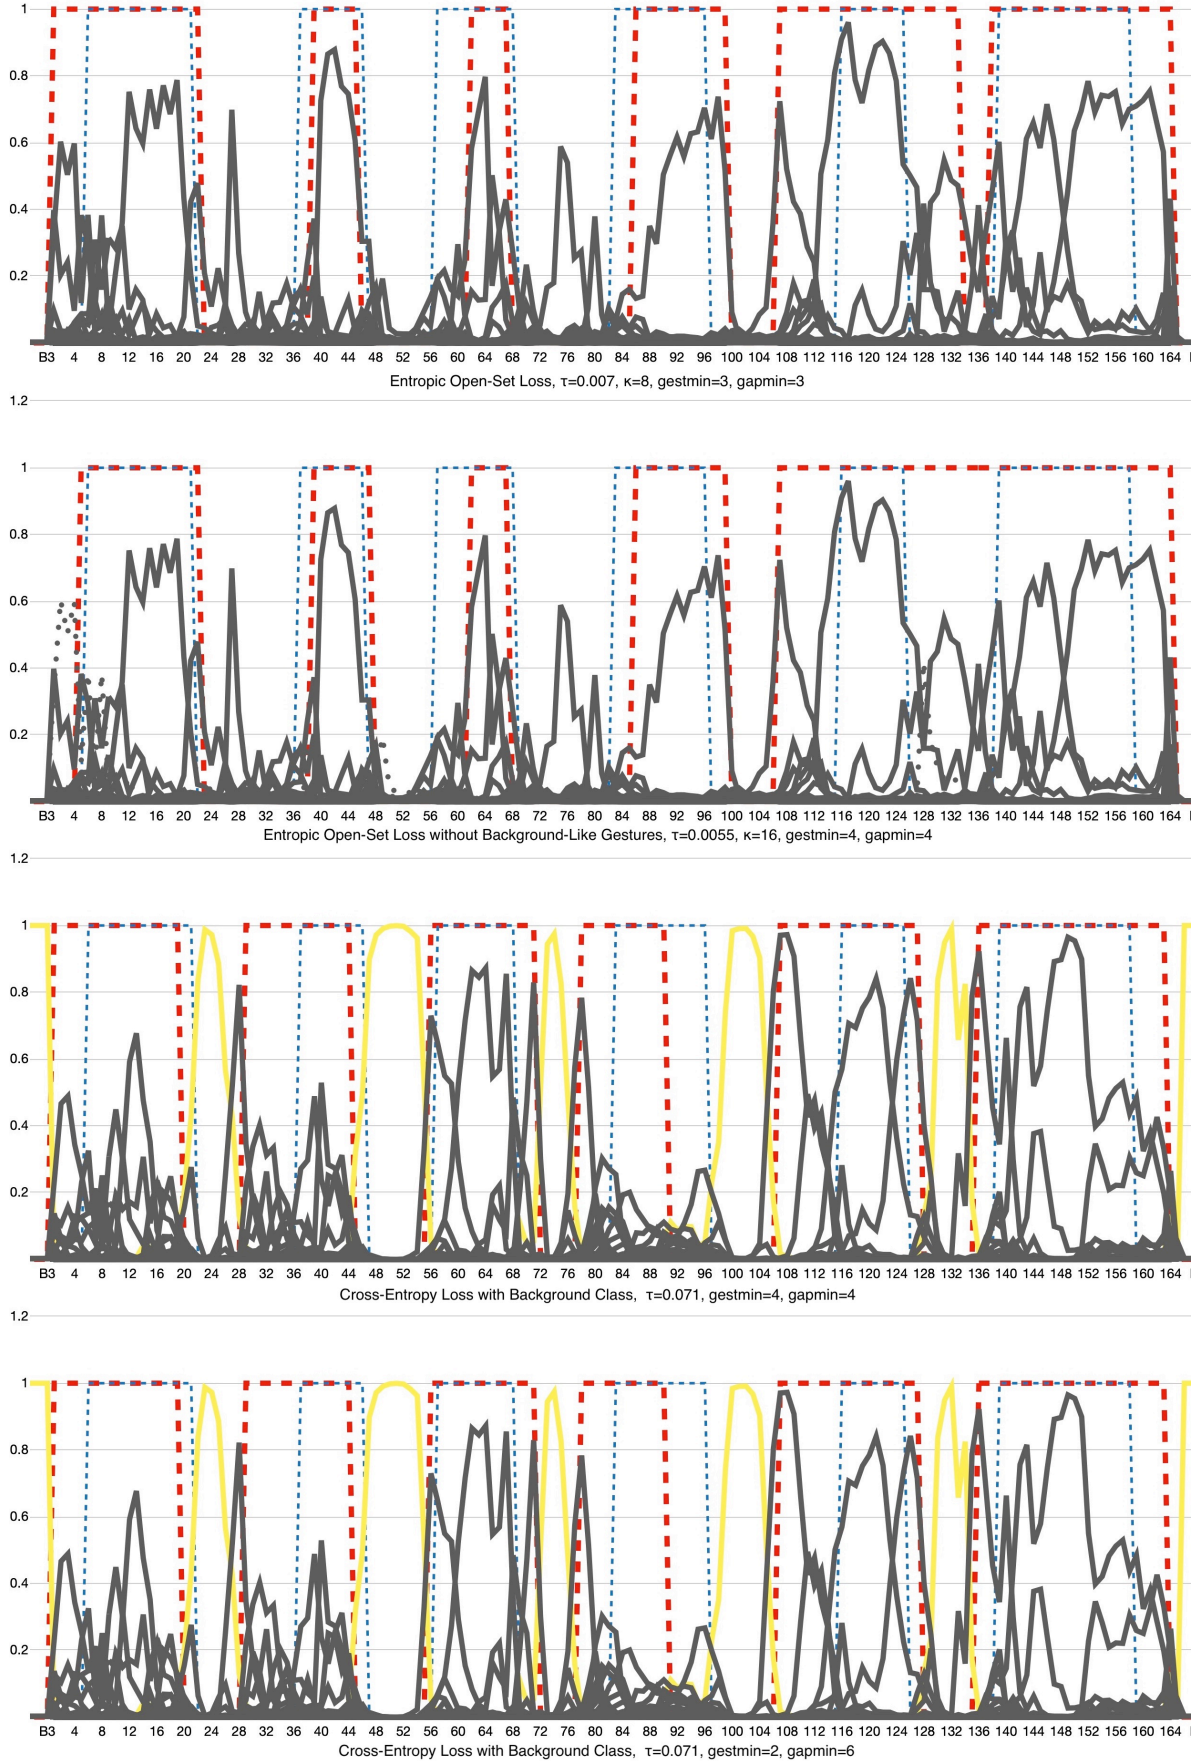 1
0.8
0.6
0.4
0.2
B3 4 8 12 16 20 24 28 32 36 40 44 48 52 56 60 64 68 72 76 80 84 88 92 96 100 104 108 112 116 120 124 128 132 136 140 144 148 152 156 160 164
Entropic Open-Set Loss, τ=0.007, κ=8, gestmin=3, gapmin=3
1.2
1
0.8
0.6
0.4
0.2
B3 4 8 12 16 20 24 28 32 36 40 44 48 52 56 60 64 68 72 76 80 84 88 92 96 100 104 108 112 116 120 124 128 132 136 140 144 148 152 156 160 164
Entropic Open-Set Loss without Background-Like Gestures, τ=0.0055, κ=16, gestmin=4, gapmin=4
1.2
1
0.8
0.6
0.4
0.2
B3 4 8 12 16 20 24 28 32 36 40 44 48 52 56 60 64 68 72 76 80 84 88 92 96 100 104 108 112 116 120 124 128 132 136 140 144 148 152 156 160 164
Cross-Entropy Loss with Background Class, τ=0.071, gestmin=4, gapmin=4
1.2
1
0.8
0.6
0.4
0.2
B3 4 8 12 16 20 24 28 32 36 40 44 48 52 56 60 64 68 72 76 80 84 88 92 96 100 104 108 112 116 120 124 128 132 136 140 144 148 152 156 160 164
Cross-Entropy Loss with Background Class, τ=0.071, gestmin=2, gapmin=6